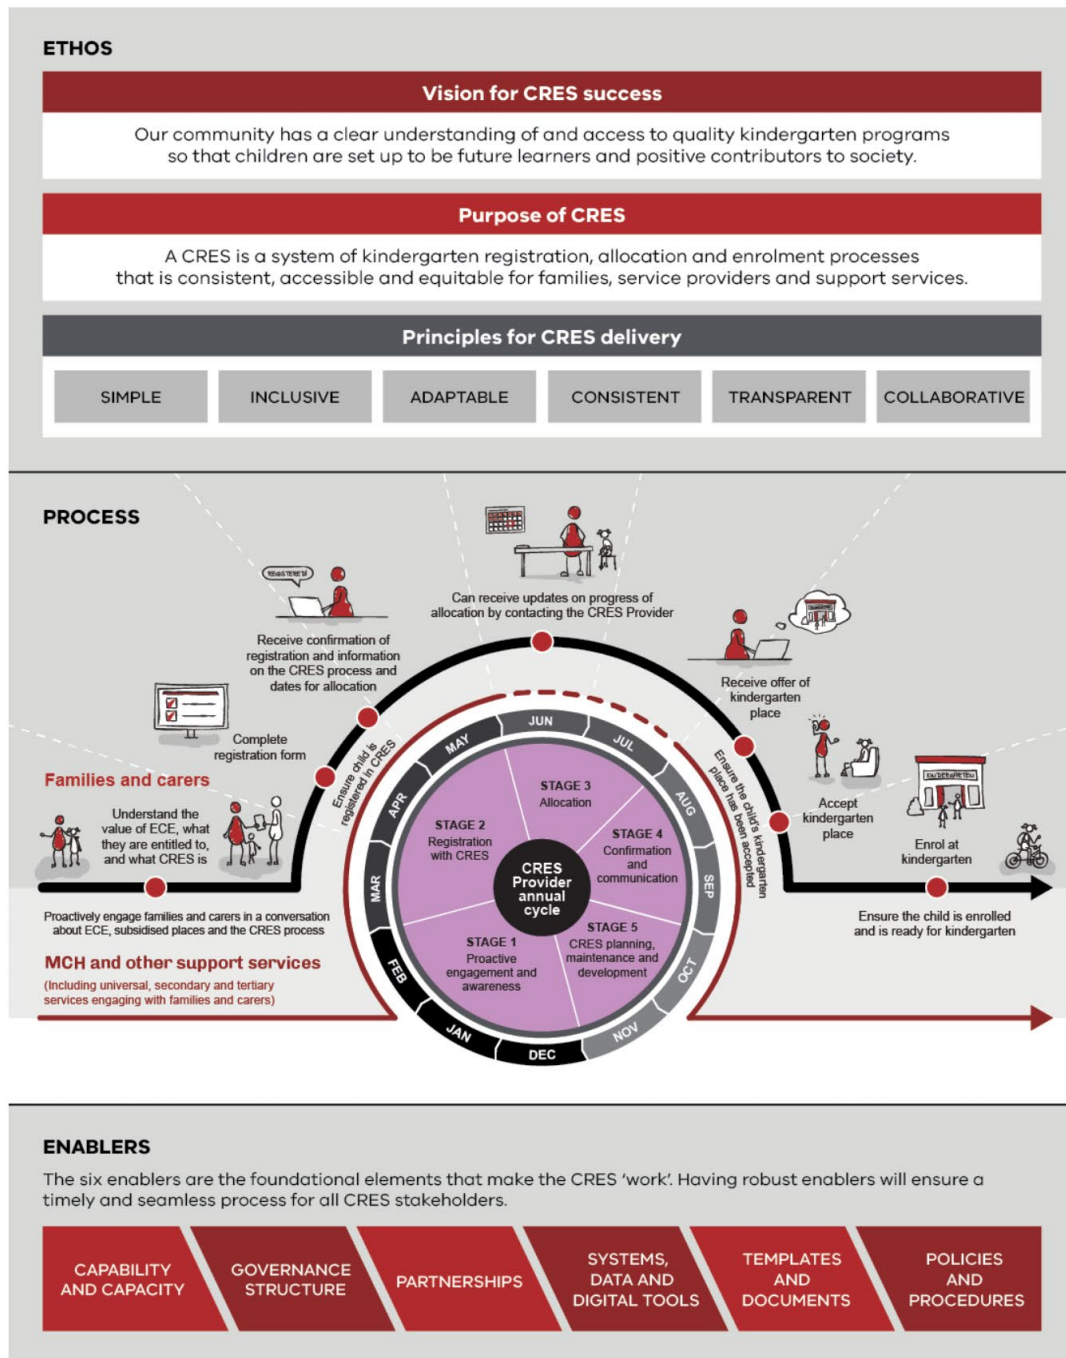 ETHOS
Vision for CRES success
Our community has a clear understanding of and access to quality kindergarten programs
so that children are set up to be future learners and positive contributors to society.
Purpose of CRES
A CRES is a system of kindergarten registration, allocation and enrolment processes
that is consistent, accessible and equitable for families, service providers and support services.
Principles for CRES delivery
SIMPLE
INCLUSIVE
ADAPTABLE
CONSISTENT
TRANSPARENT
COLLABORATIVE
PROCESS
Families and carers
Understand the
value of ECE, what
they are entitled to,
and what CRES is
Complete
registration form
REGISTERED!
Receive confirmation of
registration and information
on the CRES process and
dates for allocation
Can receive updates on progress of
allocation by contacting the CRES Provider
Receive offer of
kindergarten
place
Accept
kindergarten
place
KINDERGARTEN
Enrol at
kindergarten
Proactively engage families and carers in a conversation
about ECE, subsidised places and the CRES process
MCH and other support services
(Including universal, secondary and tertiary
services engaging with families and carers)
Ensure child is
registered in CRES
Ensure the child's kindergarten
place has been accepted
Ensure the child is enrolled
and is ready for kindergarten
JAN
FEB
MAR
APR
MAY
JUN
JUL
AUG
SEP
OCT
NOV
DEC
CRES
Provider
annual
cycle
STAGE 1
Proactive
engagement and
awareness
STAGE 2
Registration
with CRES
STAGE 3
Allocation
STAGE 4
Confirmation
and
communication
STAGE 5
CRES planning,
maintenance and
development
ENABLERS
The six enablers are the foundational elements that make the CRES ‘work’. Having robust enablers will ensure a
timely and seamless process for all CRES stakeholders.
CAPABILITY
AND CAPACITY
GOVERNANCE
STRUCTURE
PARTNERSHIPS
SYSTEMS,
DATA AND
DIGITAL TOOLS
TEMPLATES
AND
DOCUMENTS
POLICIES
AND
PROCEDURES